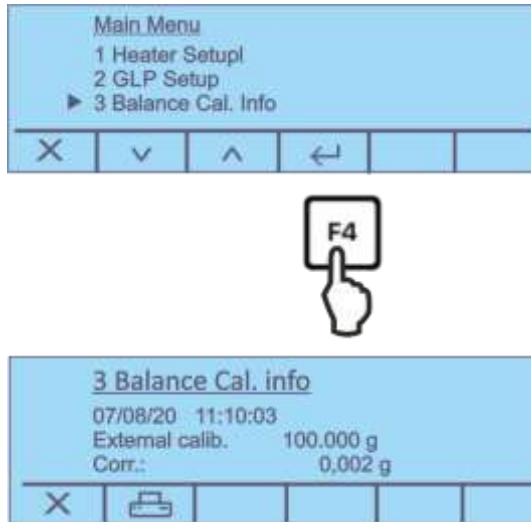 Main Menu
1 Heater Setupl
2 GLP Setup
3 Balance Cal. Info
F4
3 Balance Cal. info
07/08/20 11:10:03
External calib. 100.000 g
Corr.: 0,002 g